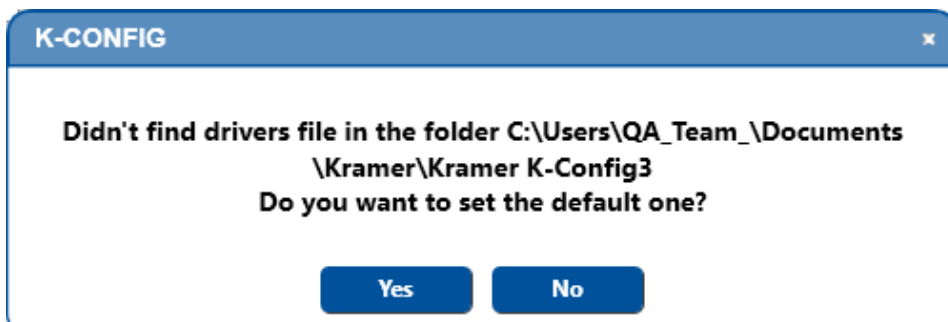 K-CONFIG
Didn't find drivers file in the folder C:\Users\QA_Team_\Documents
\Kramer\Kramer K-Config3
Do you want to set the default one?
Yes No